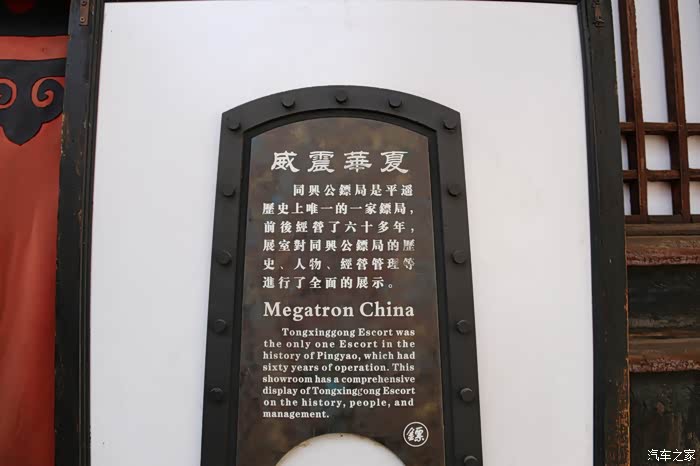 威靈華夏
同興公鏢局是平遥
歷史上唯一的一家鏢局，
前後經營了六十多年，
展室對同興公鏢局的歷
史、人物、經營管理等
進行了全面的展示。
Megatron China
Tongxinggong Escort was
the only one Escort in the
history of Pingyao, which had
sixty years of operation. This
showroom has a comprehensive
display of Tongxinggong Escort
on the history, people, and
management.
鏢
汽车之家